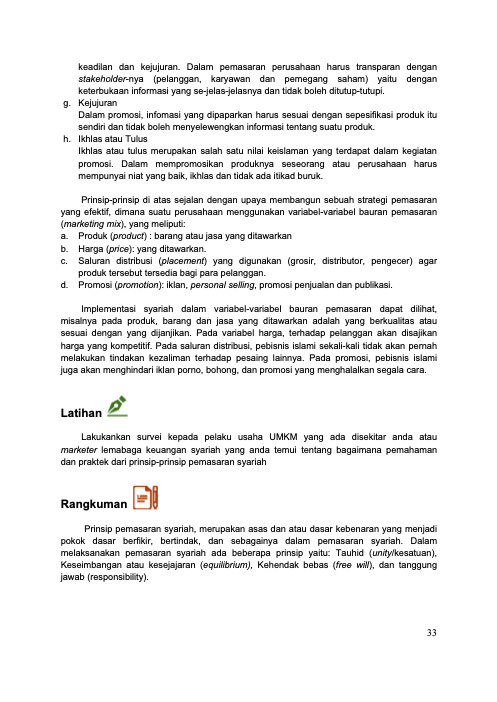 keadilan dan kejujuran. Dalam pemasaran perusahaan harus transparan dengan
stakeholder-nya (pelanggan, karyawan dan pemegang saham) yaitu dengan
keterbukaan informasi yang se-jelas-jelasnya dan tidak boleh ditutup-tutupi.
g. Kejujuran
Dalam promosi, infomasi yang dipaparkan harus sesuai dengan sepesifikasi produk itu
sendiri dan tidak boleh menyelewengkan informasi tentang suatu produk.
h. Ikhlas atau Tulus
Ikhlas atau tulus merupakan salah satu nilai keislaman yang terdapat dalam kegiatan
promosi. Dalam mempromosikan produknya seseorang atau perusahaan harus
mempunyai niat yang baik, ikhlas dan tidak ada itikad buruk.
Prinsip-prinsip di atas sejalan dengan upaya membangun sebuah strategi pemasaran
yang efektif, dimana suatu perusahaan menggunakan variabel-variabel bauran pemasaran
(marketing mix), yang meliputi:
a. Produk (product) : barang atau jasa yang ditawarkan
b. Harga (price): yang ditawarkan.
c. Saluran distribusi (placement) yang digunakan (grosir, distributor, pengecer) agar
produk tersebut tersedia bagi para pelanggan.
d. Promosi (promotion): iklan, personal selling, promosi penjualan dan publikasi.
Implementasi syariah dalam variabel-variabel bauran pemasaran dapat dilihat,
misalnya pada produk, barang dan jasa yang ditawarkan adalah yang berkualitas atau
sesuai dengan yang dijanjikan. Pada variabel harga, terhadap pelanggan akan disajikan
harga yang kompetitif. Pada saluran distribusi, pebisnis islami sekali-kali tidak akan pernah
melakukan tindakan kezaliman terhadap pesaing lainnya. Pada promosi, pebisnis islami
juga akan menghindari iklan porno, bohong, dan promosi yang menghalalkan segala cara.
Latihan
Lakukankan survei kepada pelaku usaha UMKM yang ada disekitar anda atau
marketer lemabaga keuangan syariah yang anda temui tentang bagaimana pemahaman
dan praktek dari prinsip-prinsip pemasaran syariah
Rangkuman
Prinsip pemasaran syariah, merupakan asas dan atau dasar kebenaran yang menjadi
pokok dasar berfikir, bertindak, dan sebagainya dalam pemasaran syariah. Dalam
melaksanakan pemasaran syariah ada beberapa prinsip yaitu: Tauhid (unity/kesatuan),
Keseimbangan atau kesejajaran (equilibrium), Kehendak bebas (free will), dan tanggung
jawab (responsibility).
33